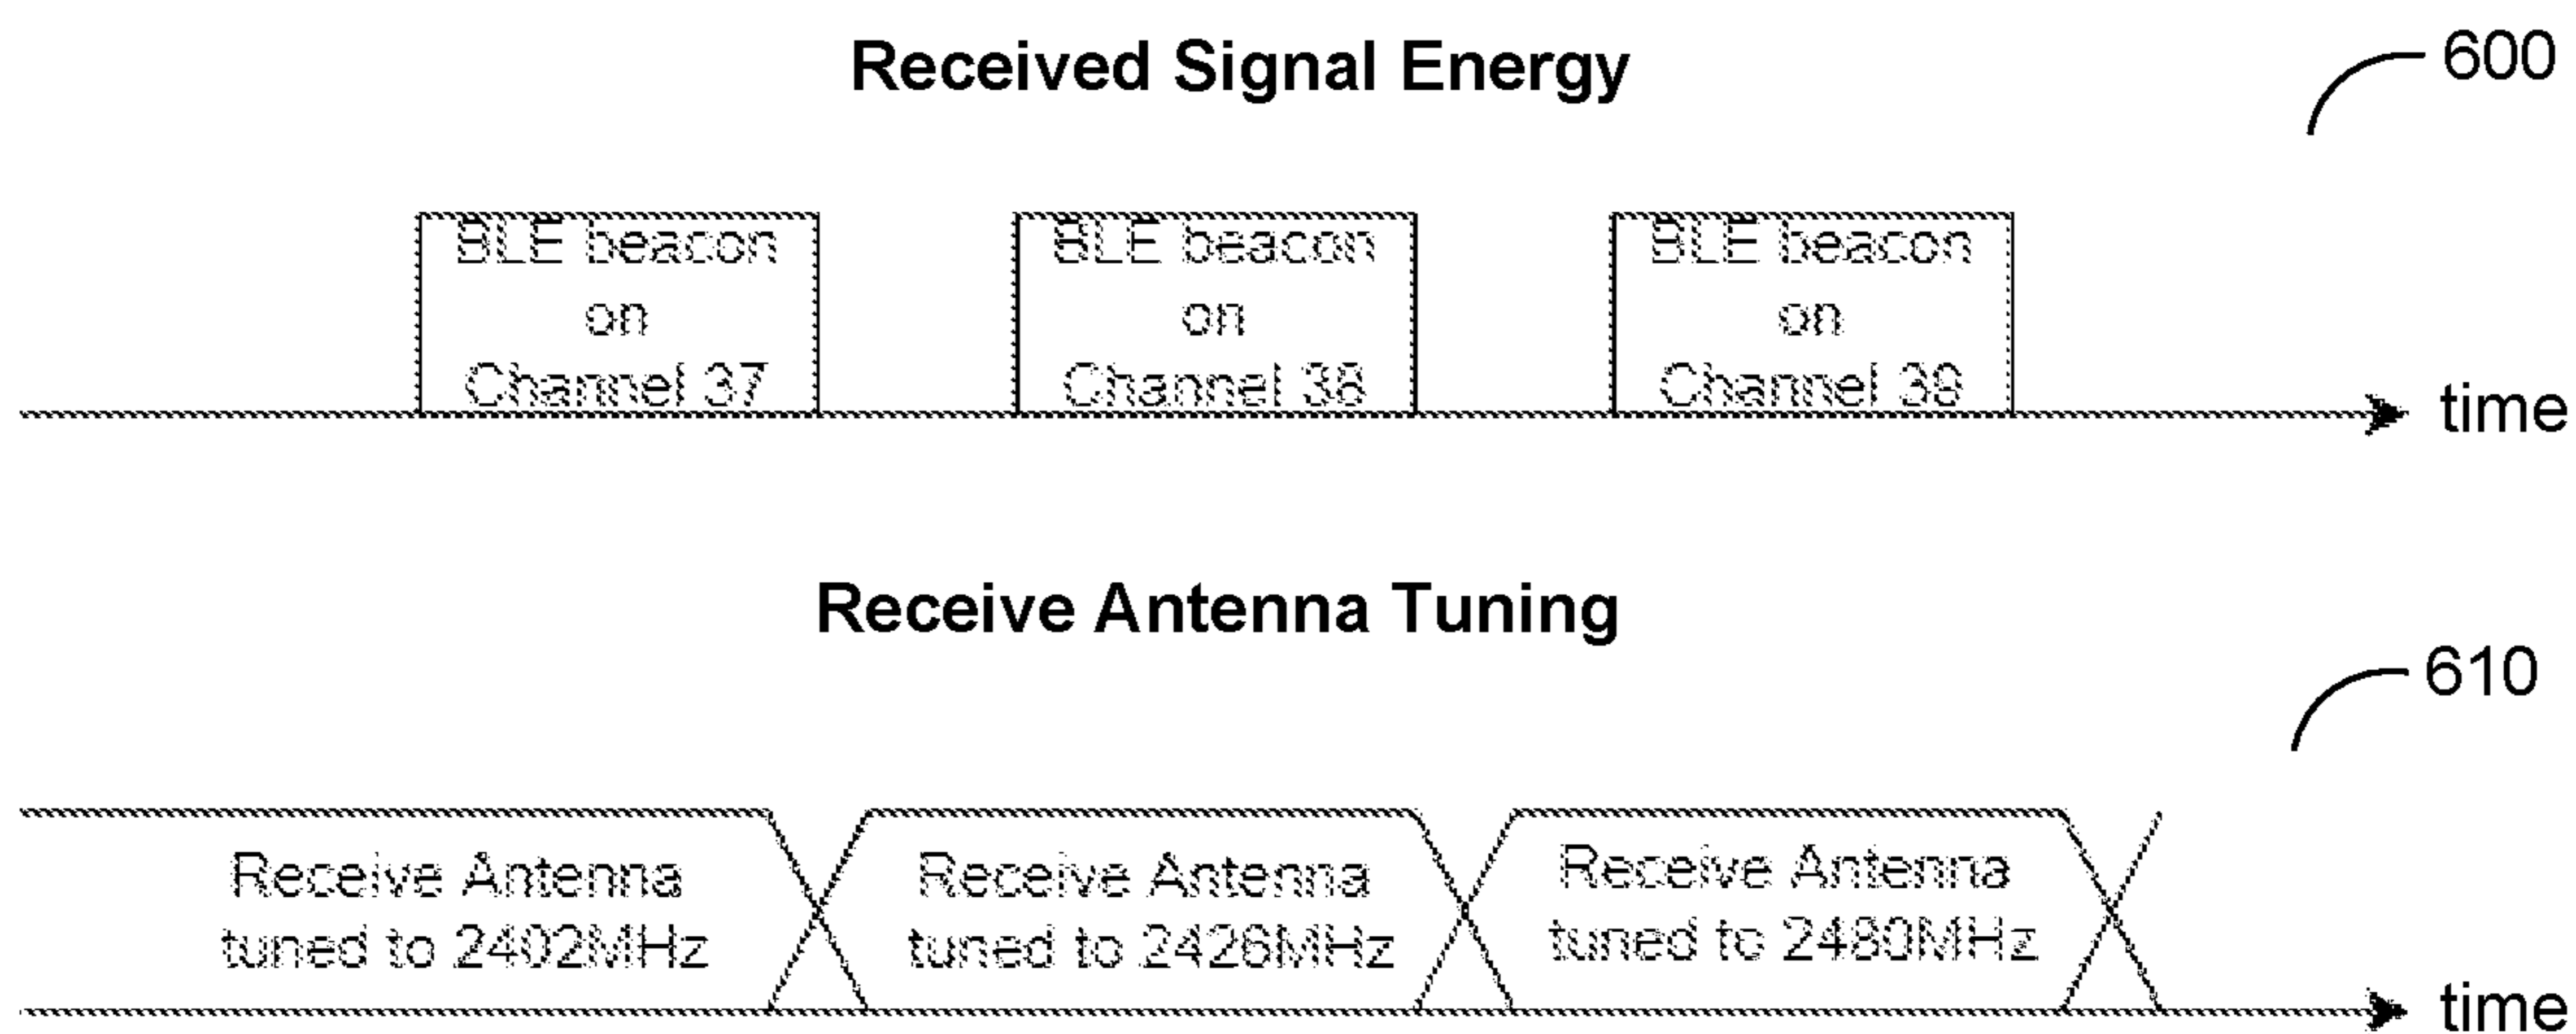 Received Signal Energy
600
BLE beacon
on
Channel 37
BLE beacon
on
Channel 38
BLE beacon
on
Channel 39
time
Receive Antenna Tuning
610
Receive Antenna
tuned to 2402MHz
Receive Antenna
tuned to 2426MHz
Receive Antenna
tuned to 2480MHz
time